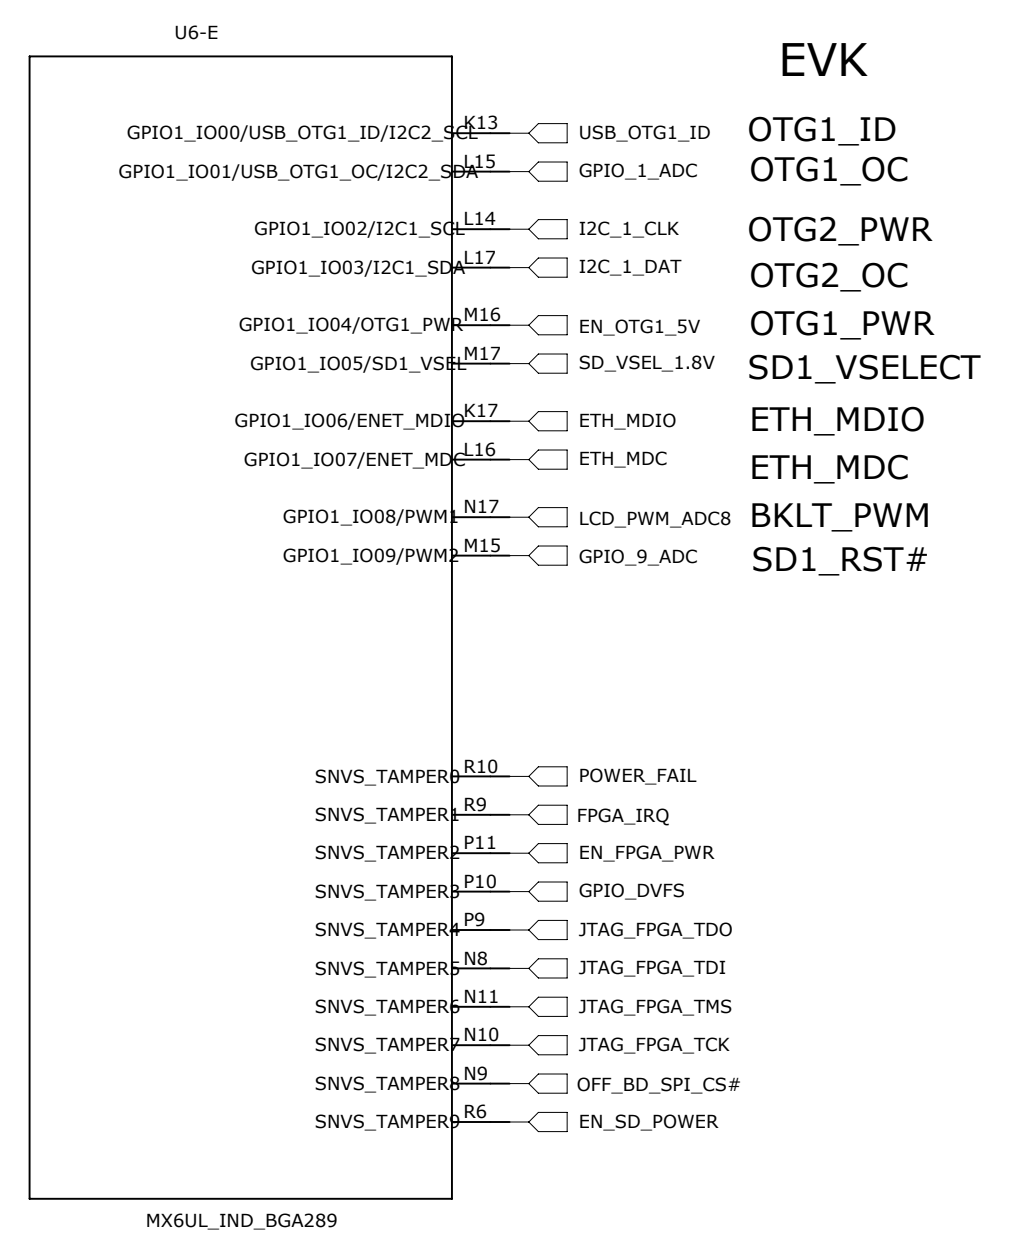 U6-E
EVK
GPIO1_IO00/USB_OTG1_ID/I2C2_SCL K13 USB_OTG1_ID OTG1_ID
GPIO1_IO01/USB_OTG1_OC/I2C2_SDA L15 GPIO_1_ADC OTG1_OC
GPIO1_IO02/I2C1_SCL L14 I2C_1_CLK OTG2_PWR
GPIO1_IO03/I2C1_SDA L17 I2C_1_DAT OTG2_OC
GPIO1_IO04/OTG1_PWR M16 EN_OTG1_5V OTG1_PWR
GPIO1_IO05/SD1_VSEL M17 SD_VSEL_1.8V SD1_VSELECT
GPIO1_IO06/ENET_MDIO K17 ETH_MDIO ETH_MDIO
GPIO1_IO07/ENET_MDC L16 ETH_MDC ETH_MDC
GPIO1_IO08/PWM1 N17 LCD_PWM_ADC8 BKLT_PWM
GPIO1_IO09/PWM2 M15 GPIO_9_ADC SD1_RST#
SNVS_TAMPER0 R10 POWER_FAIL
SNVS_TAMPER1 R9 FPGA_IRQ
SNVS_TAMPER2 P11 EN_FPGA_PWR
SNVS_TAMPER3 P10 GPIO_DVFS
SNVS_TAMPER4 P9 JTAG_FPGA_TDO
SNVS_TAMPER5 N8 JTAG_FPGA_TDI
SNVS_TAMPER6 N11 JTAG_FPGA_TMS
SNVS_TAMPER7 N10 JTAG_FPGA_TCK
SNVS_TAMPER8 N9 OFF_BD_SPI_CS#
SNVS_TAMPER9 R6 EN_SD_POWER
MX6UL_IND_BGA289